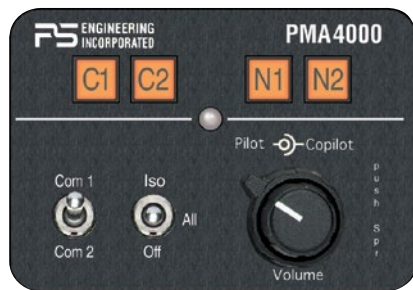 PS ENGINEERING INCORPORATED
PMA4000
C1 C2 N1 N2
Pilot Copilot
Com 1 Iso
All
Com 2 Off
Volume
push Spr